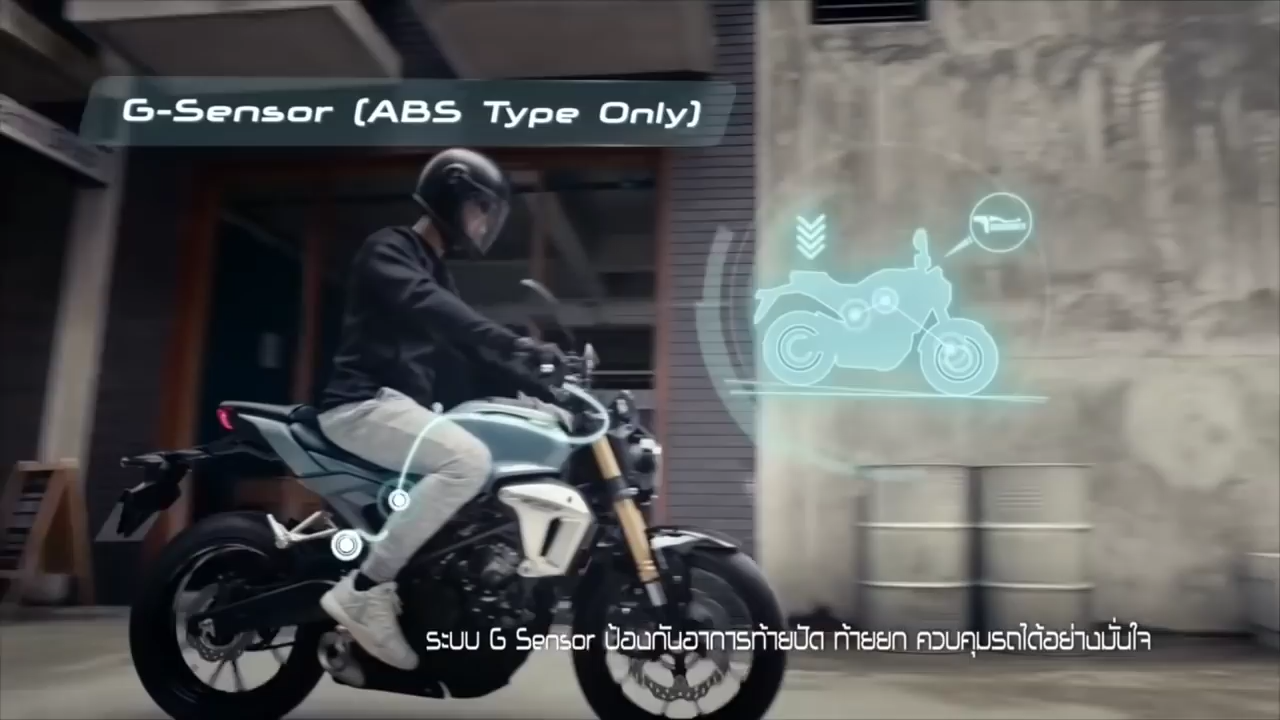 G-Sensor (ABS Type Only)
ระบบ G Sensor ป้องกันอาการท้ายปัด ท้ายยก ควบคุมรถได้อย่างมั่นใจ